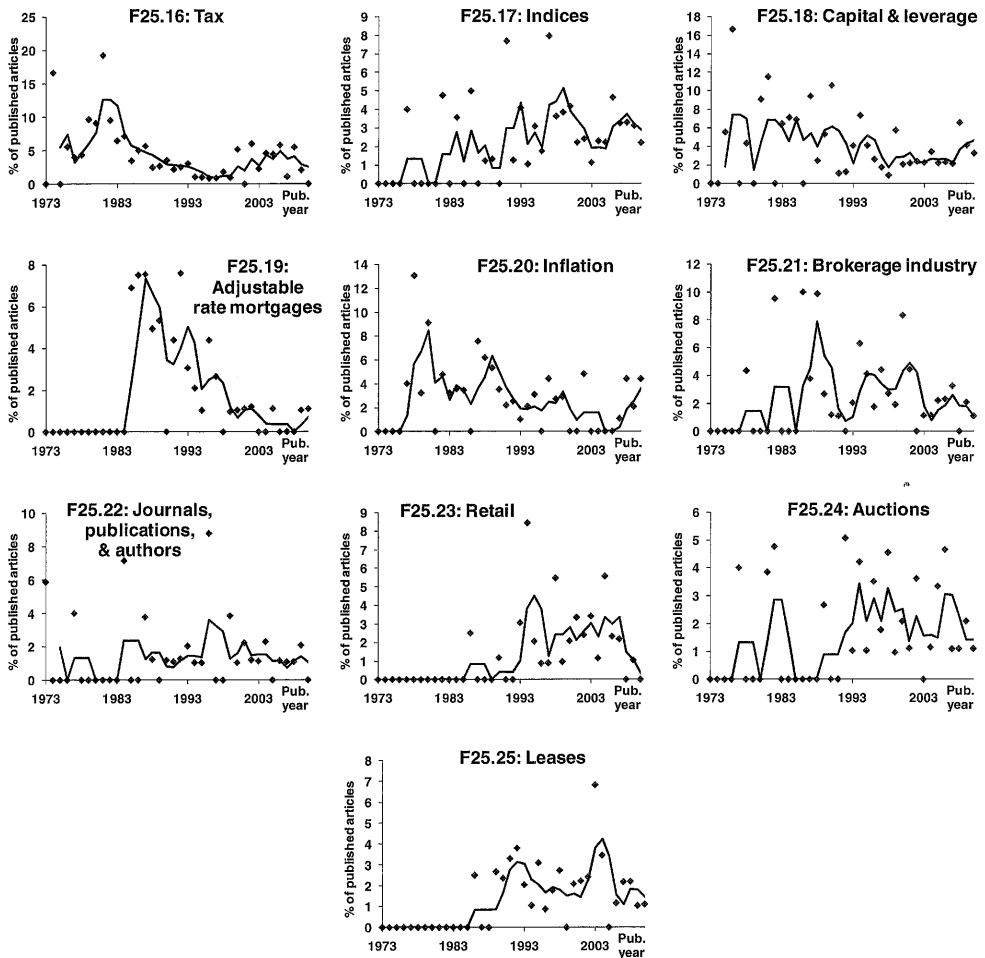 F25.16: Tax
% of published articles
25
20
15
10
5
0
1973 1983 1993 2003 Pub.
year
F25.17: Indices
% of published articles
9
8
7
6
5
4
3
2
1
0
1973 1983 1993 2003 Pub.
year
F25.18: Capital & leverage
% of published articles
18
16
14
12
10
8
6
4
2
0
1973 1983 1993 2003 Pub.
year
F25.19:
Adjustable
rate mortgages
% of published articles
8
6
4
2
0
1973 1983 1993 2003 Pub.
year
F25.20: Inflation
% of published articles
14
12
10
8
6
4
2
0
1973 1983 1993 2003 Pub.
year
F25.21: Brokerage industry
% of published articles
12
10
8
6
4
2
0
1973 1983 1993 2003 Pub.
year
F25.22: Journals,
publications,
& authors
% of published articles
10
8
6
4
2
0
1973 1983 1993 2003 Pub.
year
F25.23: Retail
% of published articles
9
8
7
6
5
4
3
2
1
0
1973 1983 1993 2003 Pub.
year
F25.24: Auctions
% of published articles
6
5
4
3
2
1
0
1973 1983 1993 2003 Pub.
year
F25.25: Leases
% of published articles
8
7
6
5
4
3
2
1
0
1973 1983 1993 2003 Pub.
year